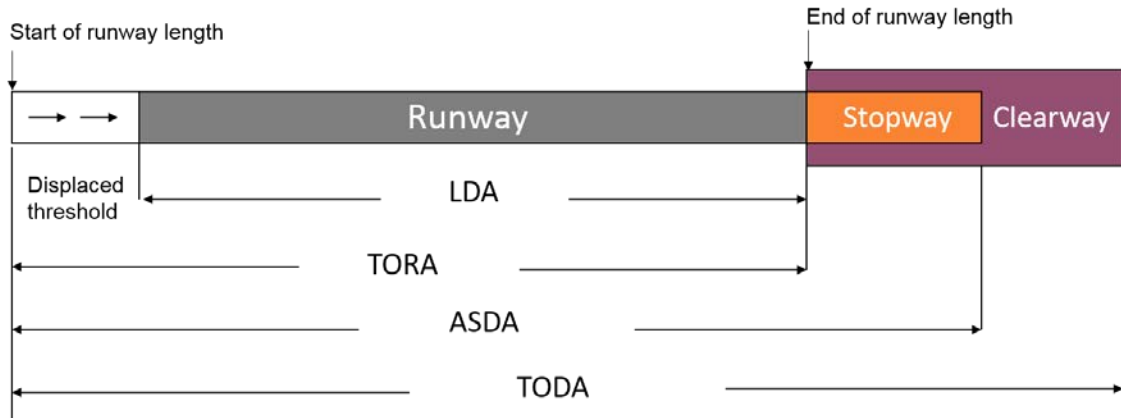 Start of runway length
End of runway length
Runway
Stopway
Clearway
Displaced
threshold
LDA
TORA
ASDA
TODA